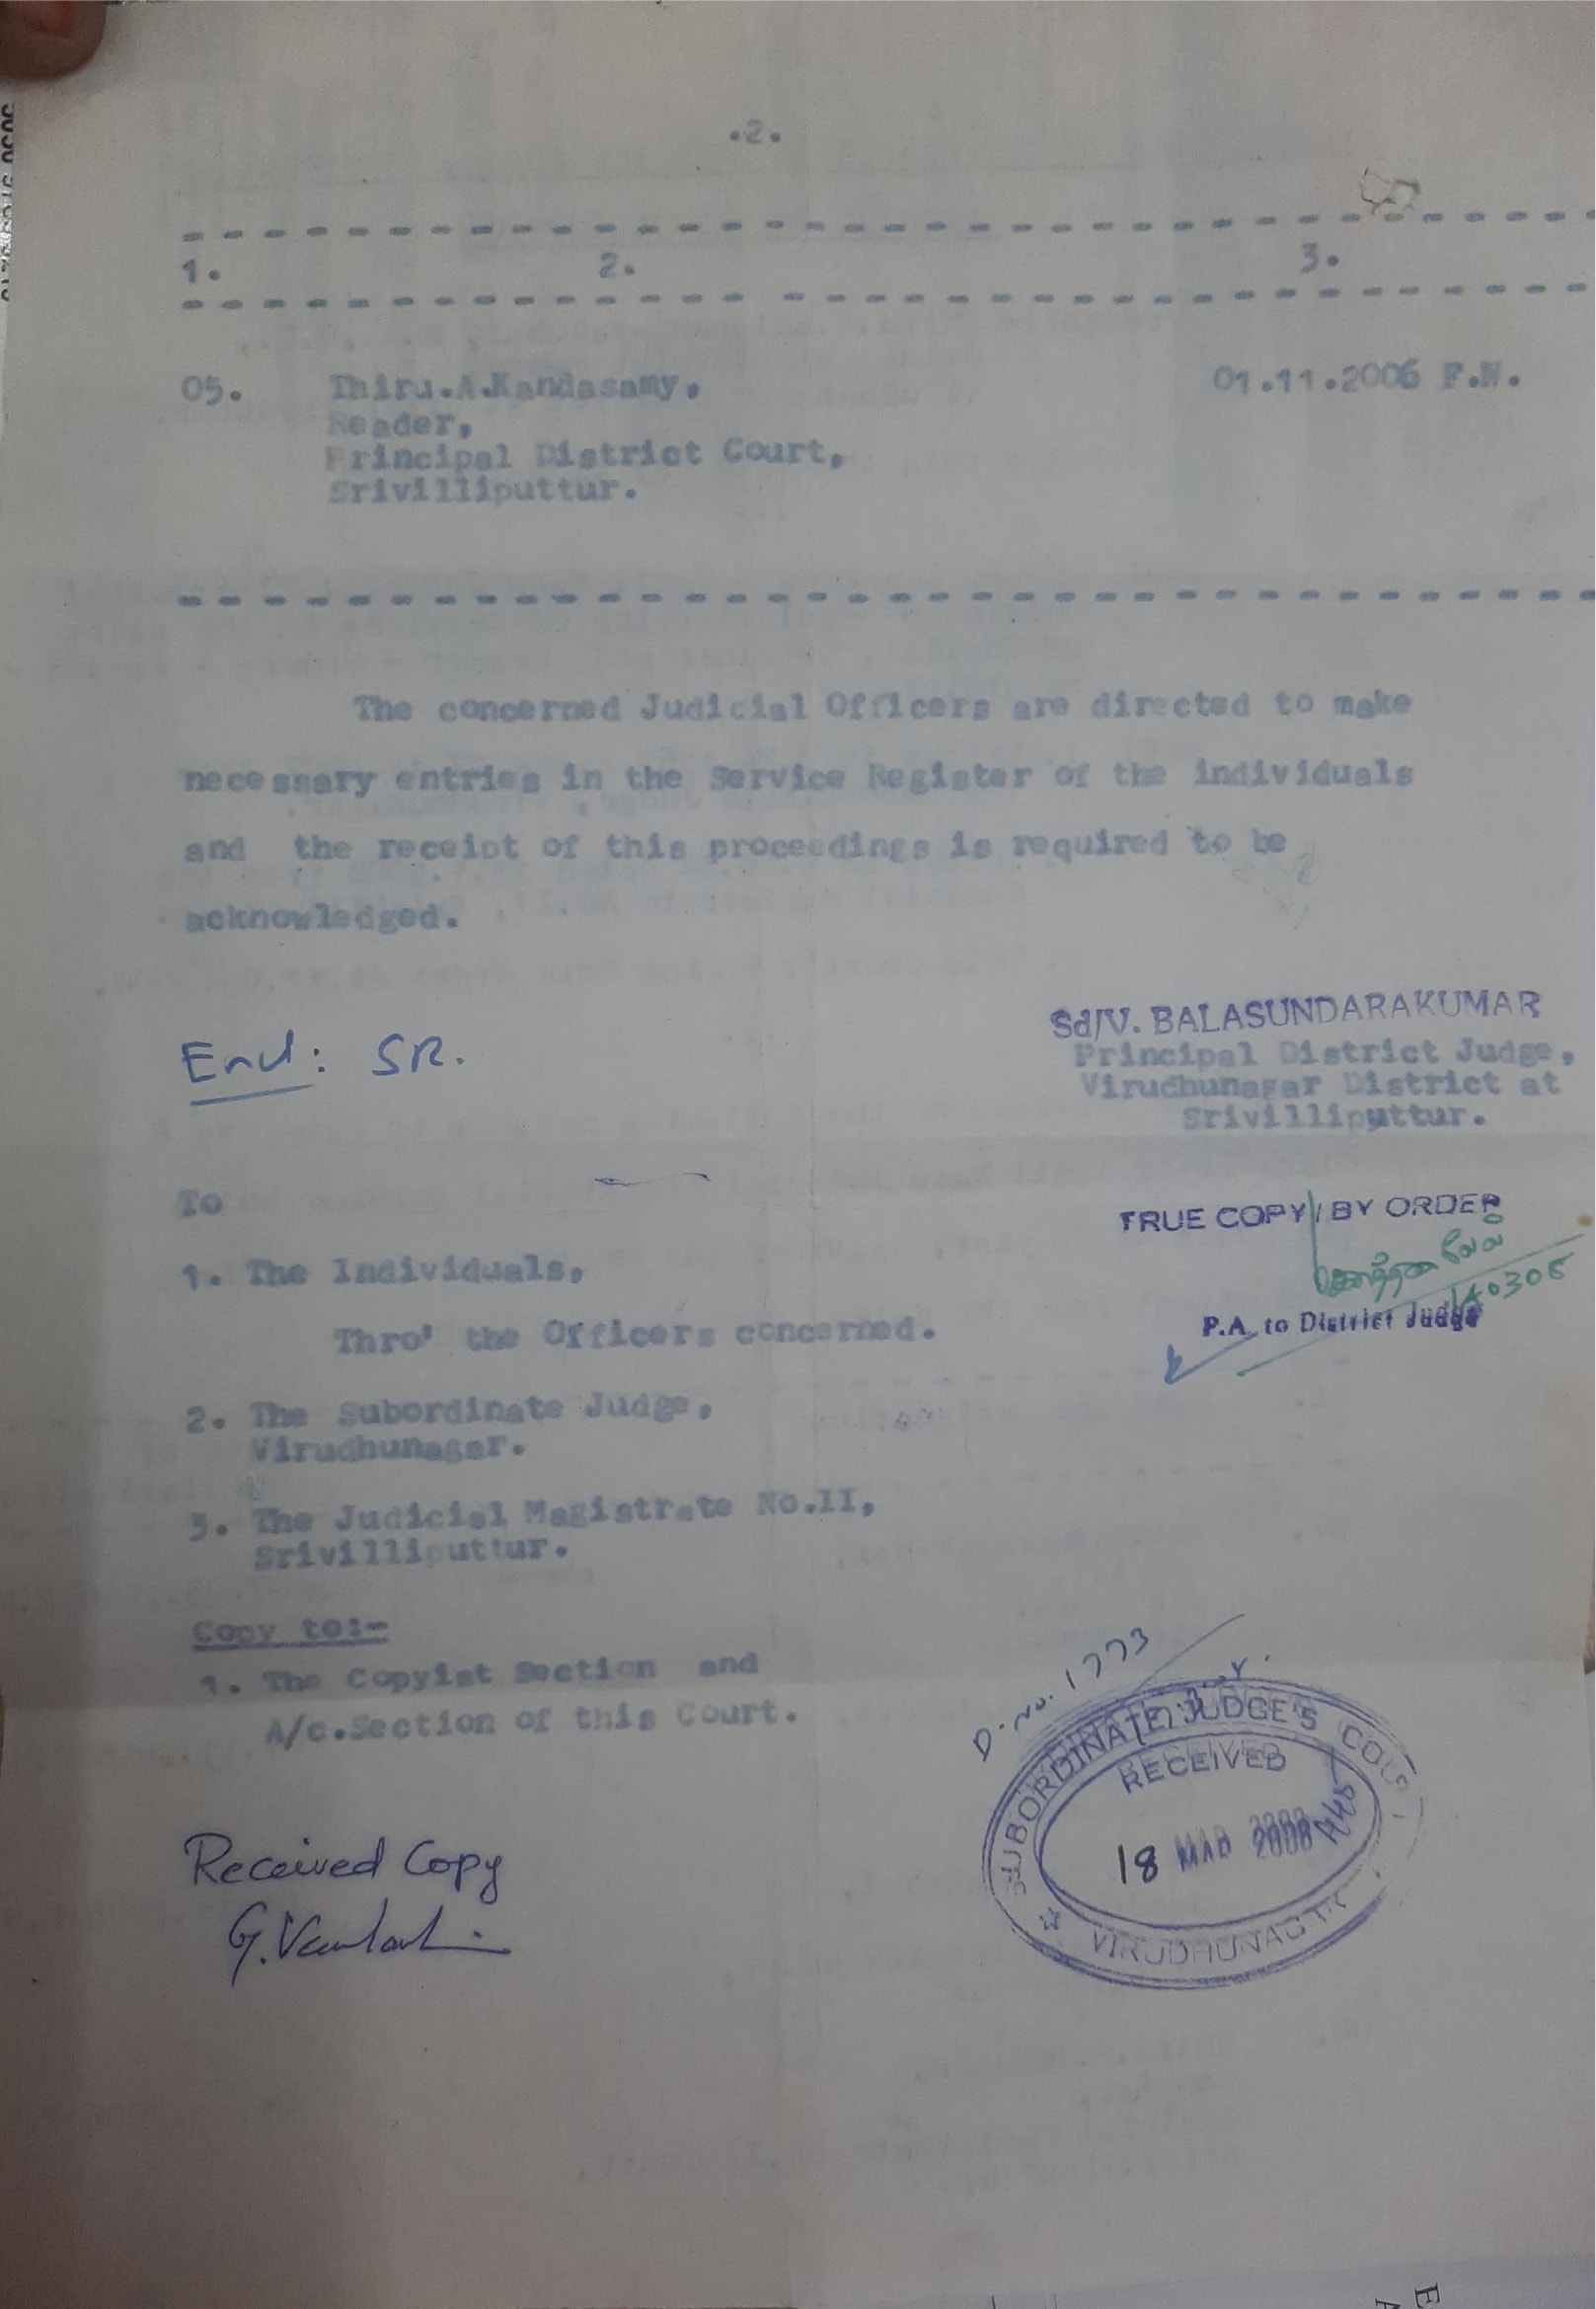 .2.
1. 2. 3.
05. Thiru.A.Kandasamy, 01.11.2006 F.N.
Reader,
Principal District Court,
Srivilliputtur.
The concerned Judicial Officers are directed to make
necessary entries in the Service Register of the individuals
and the receipt of this proceedings is required to be
acknowledged.
Encl: SR.
Sd/V. BALASUNDARAKUMAR
Principal District Judge,
Virudhunagar District at
Srivilliputtur.
To
TRUE COPY / BY ORDER
1. The Individuals,
140308
P.A. to District Judge
Thro' the Officers concerned.
2. The Subordinate Judge,
Virudhunagar.
3. The Judicial Magistrate No.II,
Srivilliputtur.
Copy to:-
1. The Copyist Section and
A/c.Section of this Court.
D.No. 1773
SUBORDINATE JUDGE'S COURT
RECEIVED
18 MAR 2008
VIRUDHUNAGAR
Received Copy